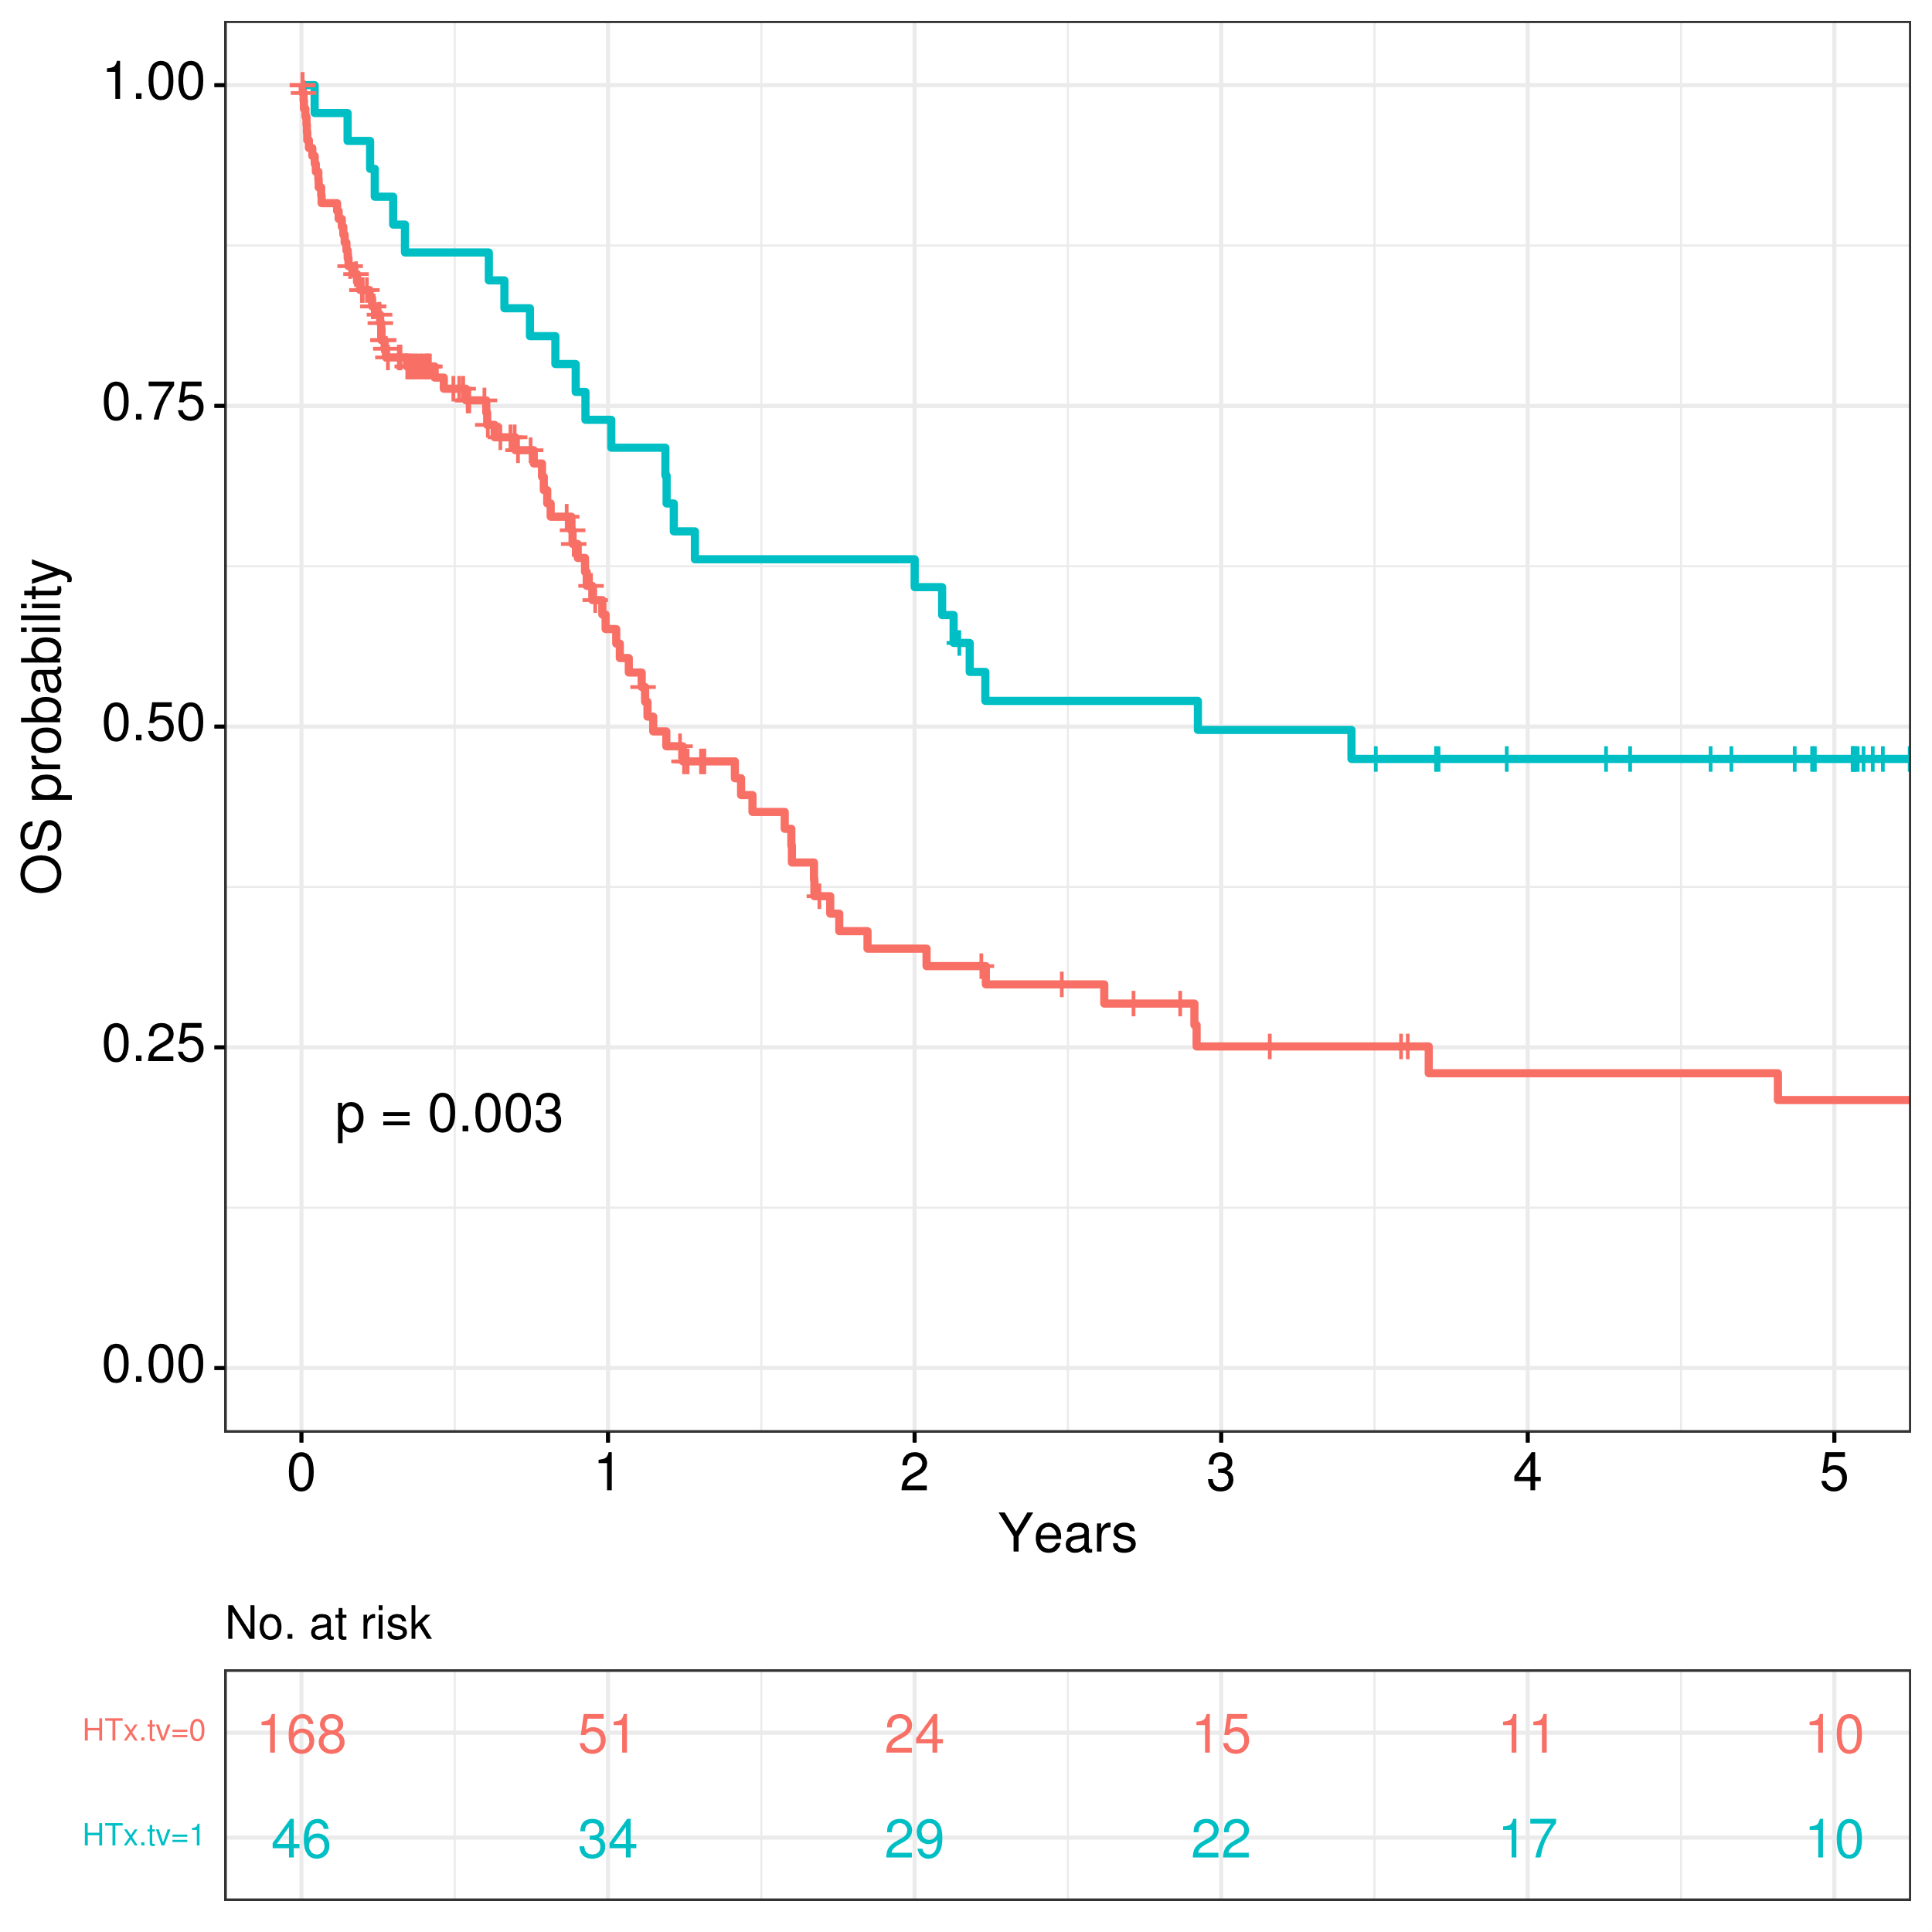 1.00
0.75
0.50
0.25
0.00
OS probability
p = 0.003
0 1 2 3 4 5
Years
No. at risk
HTx.tv=0 168 51 24 15 11 10
HTx.tv=1 46 34 29 22 17 10